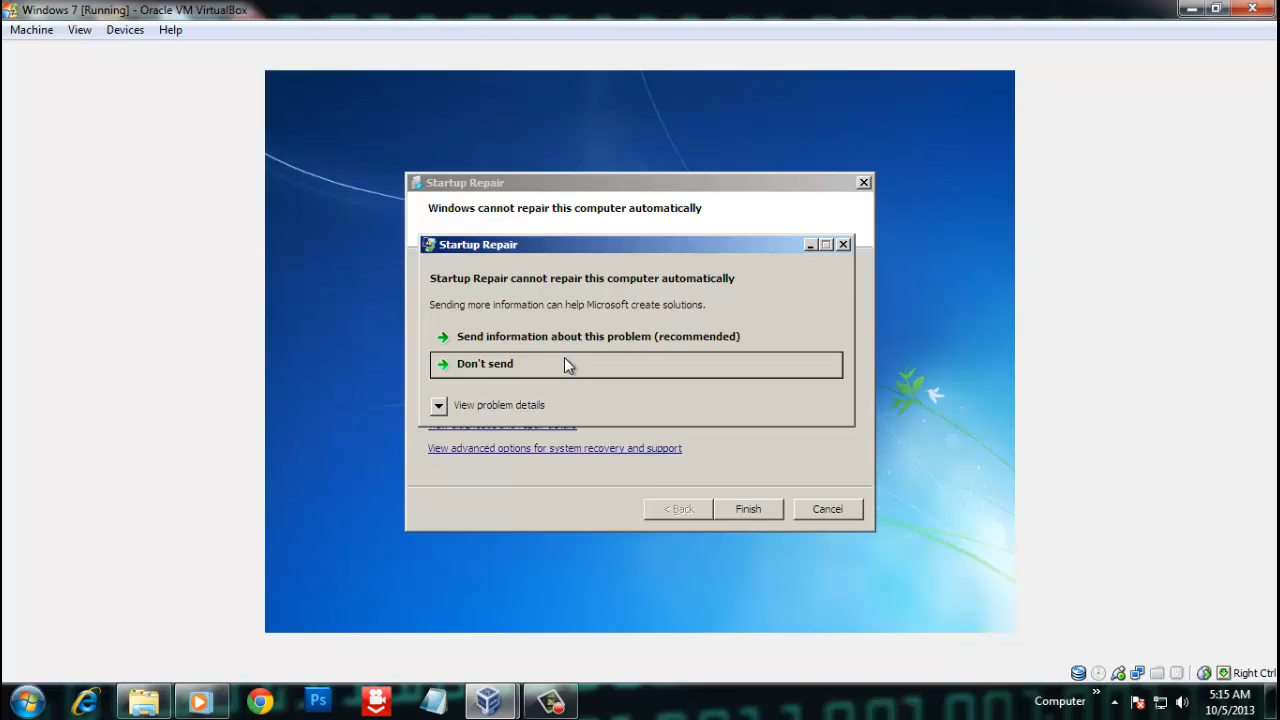 Windows 7 [Running] - Oracle VM VirtualBox
Machine View Devices Help
Startup Repair
Windows cannot repair this computer automatically
Startup Repair
Startup Repair cannot repair this computer automatically
Sending more information can help Microsoft create solutions.
Send information about this problem (recommended)
Don't send
View problem details
View advanced options for system recovery and support
< Back Finish Cancel
Right Ctrl
Ps
Computer
5:15 AM
10/5/2013